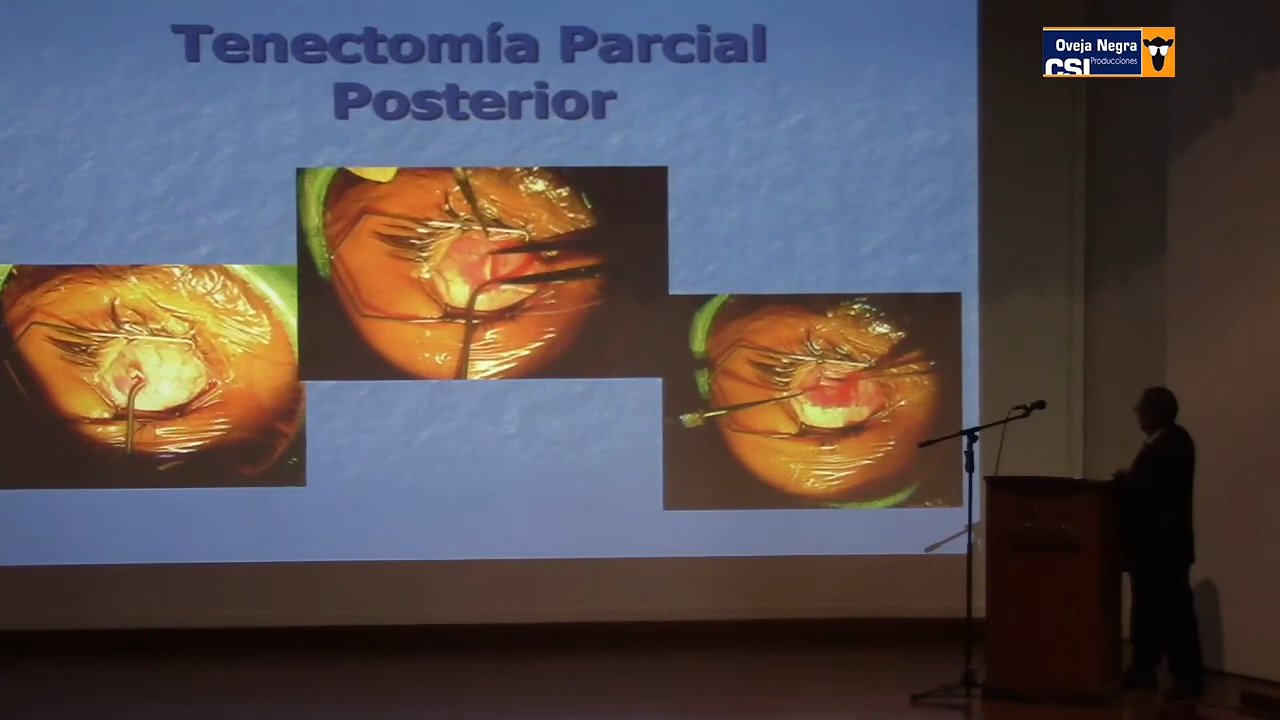 Tenectomía Parcial
Posterior
Oveja Negra
CSI Producciones